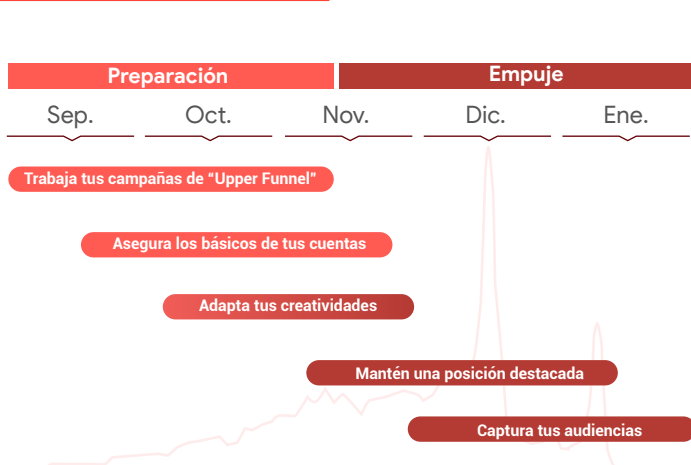 Preparación
Empuje
Sep.
Oct.
Nov.
Dic.
Ene.
Trabaja tus campañas de “Upper Funnel”
Asegura los básicos de tus cuentas
Adapta tus creatividades
Mantén una posición destacada
Captura tus audiencias